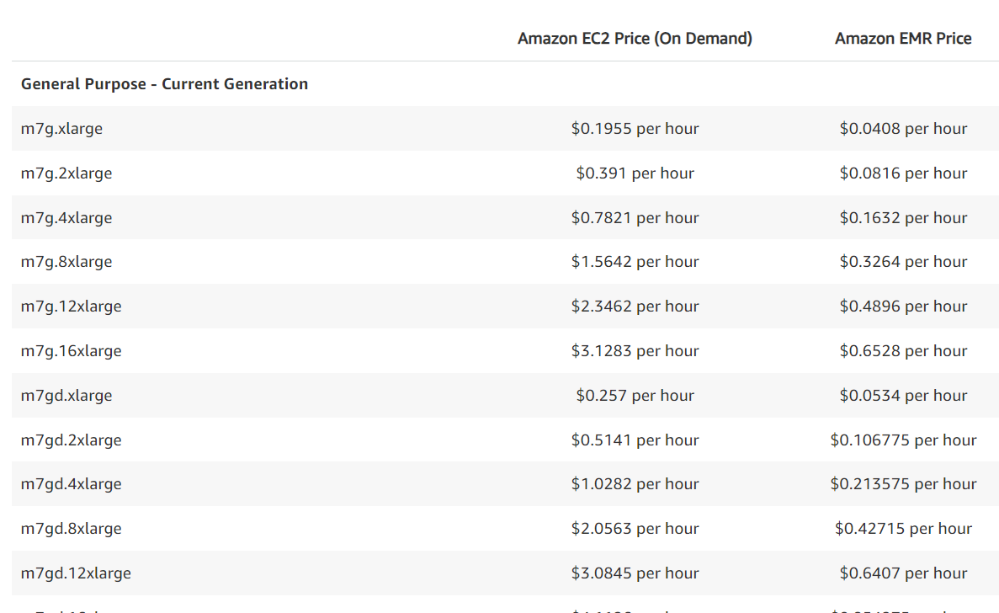 Amazon EC2 Price (On Demand) Amazon EMR Price
General Purpose - Current Generation
m7g.xlarge $0.1955 per hour $0.0408 per hour
m7g.2xlarge $0.391 per hour $0.0816 per hour
m7g.4xlarge $0.7821 per hour $0.1632 per hour
m7g.8xlarge $1.5642 per hour $0.3264 per hour
m7g.12xlarge $2.3462 per hour $0.4896 per hour
m7g.16xlarge $3.1283 per hour $0.6528 per hour
m7gd.xlarge $0.257 per hour $0.0534 per hour
m7gd.2xlarge $0.5141 per hour $0.106775 per hour
m7gd.4xlarge $1.0282 per hour $0.213575 per hour
m7gd.8xlarge $2.0563 per hour $0.42715 per hour
m7gd.12xlarge $3.0845 per hour $0.6407 per hour